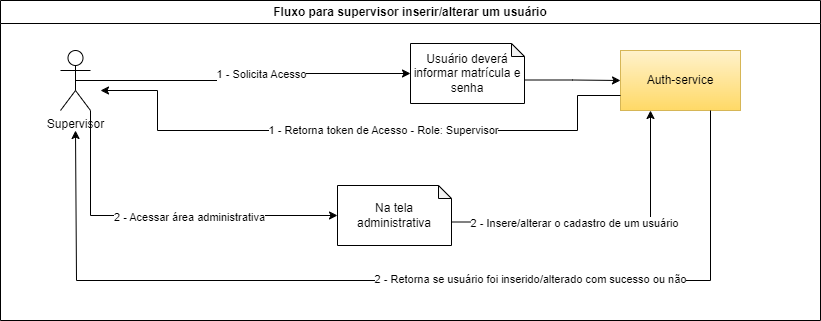 Fluxo para supervisor inserir/alterar um usuário
Usuário deverá
informar matrícula e
senha
1 - Solicita Acesso
Auth-service
Supervisor
1 - Retorna token de Acesso - Role: Supervisor
Na tela
administrativa
2 - Acessar área administrativa
2 - Insere/alterar o cadastro de um usuário
2 - Retorna se usuário foi inserido/alterado com sucesso ou não